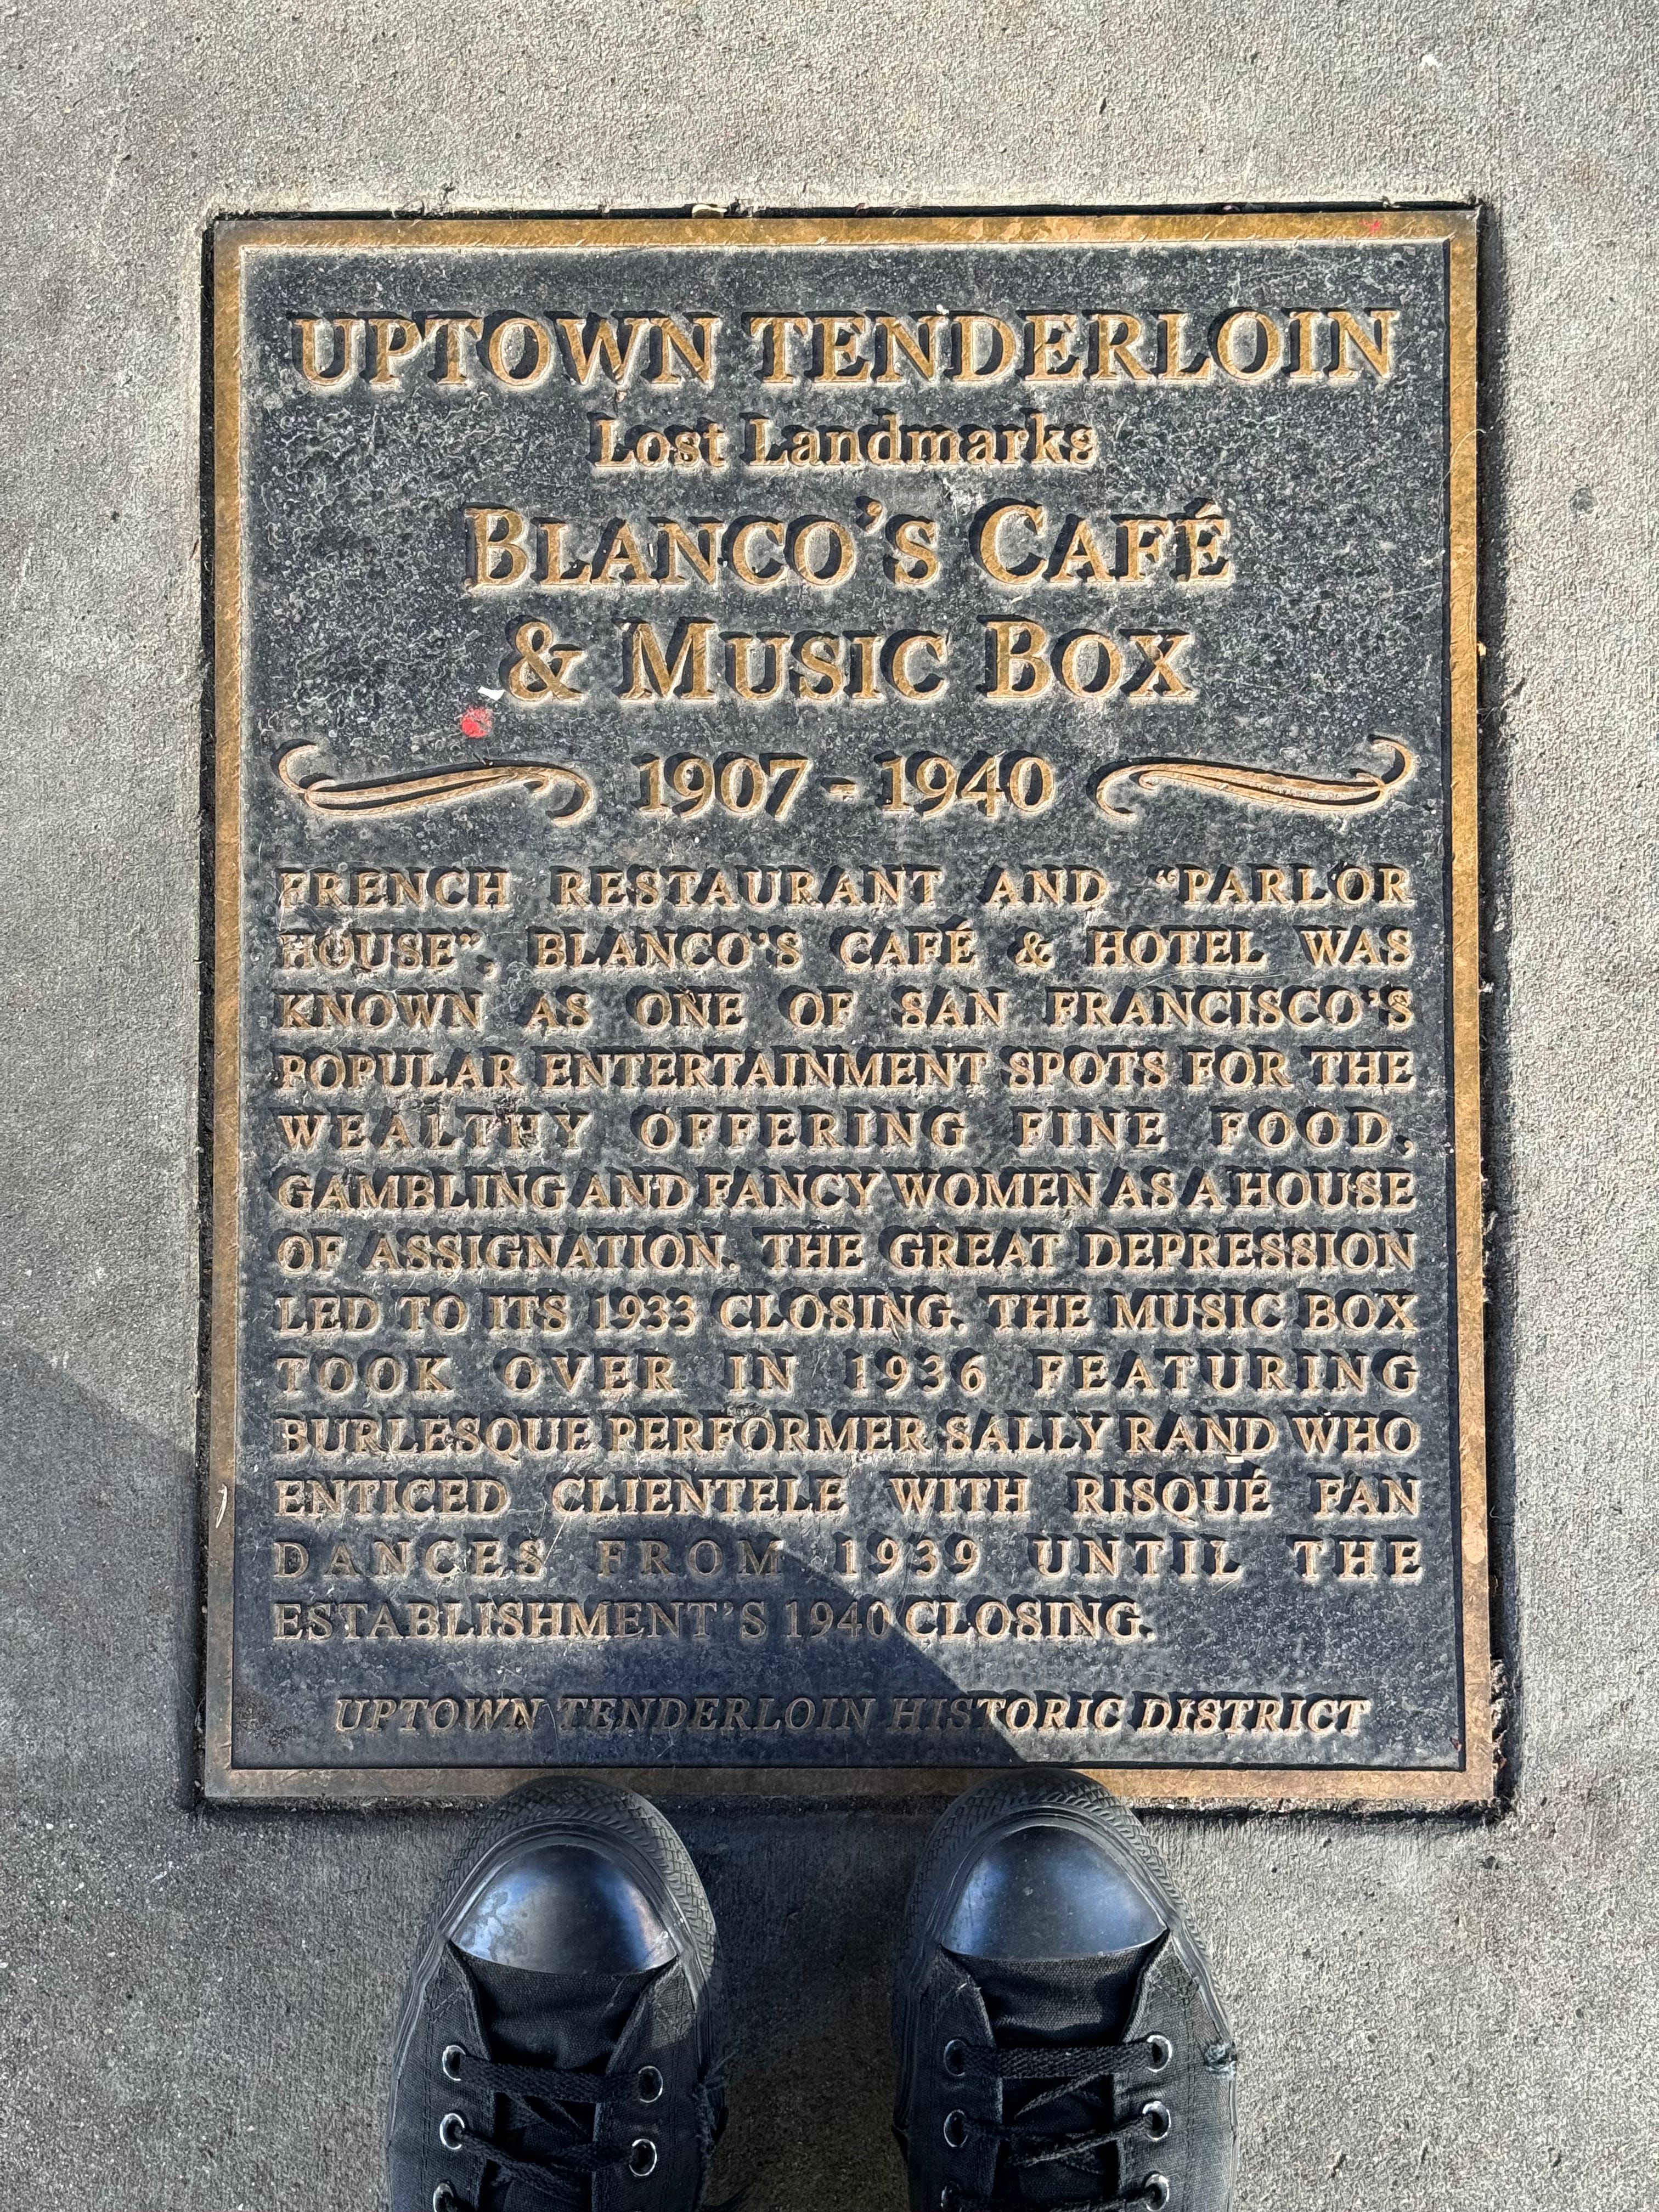 UPTOWN TENDERLOIN
Lost Landmarks
BLANCO'S CAFÉ
& MUSIC BOX
1907 - 1940
FRENCH RESTAURANT AND “PARLOR
HOUSE”, BLANCO'S CAFÉ & HOTEL WAS
KNOWN AS ONE OF SAN FRANCISCO'S
POPULAR ENTERTAINMENT SPOTS FOR THE
WEALTHY OFFERING FINE FOOD,
GAMBLING AND FANCY WOMEN AS A HOUSE
OF ASSIGNATION. THE GREAT DEPRESSION
LED TO ITS 1933 CLOSING. THE MUSIC BOX
TOOK OVER IN 1936 FEATURING
BURLESQUE PERFORMER SALLY RAND WHO
ENTICED CLIENTELE WITH RISQUÉ FAN
DANCES FROM 1939 UNTIL THE
ESTABLISHMENT'S 1940 CLOSING.
UPTOWN TENDERLOIN HISTORIC DISTRICT